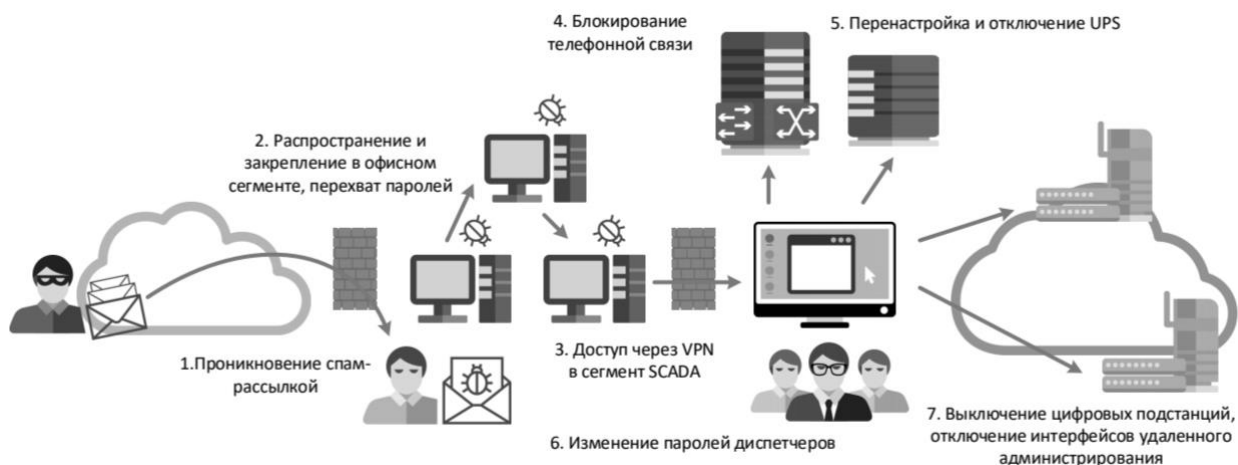 4. Блокирование
телефонной связи
5. Перенастройка и отключение UPS
2. Распространение и
закрепление в офисном
сегменте, перехват паролей
1.Проникновение спам-
рассылкой
3. Доступ через VPN
в сегмент SCADA
6. Изменение паролей диспетчеров
7. Выключение цифровых подстанций,
отключение интерфейсов удаленного
администрирования